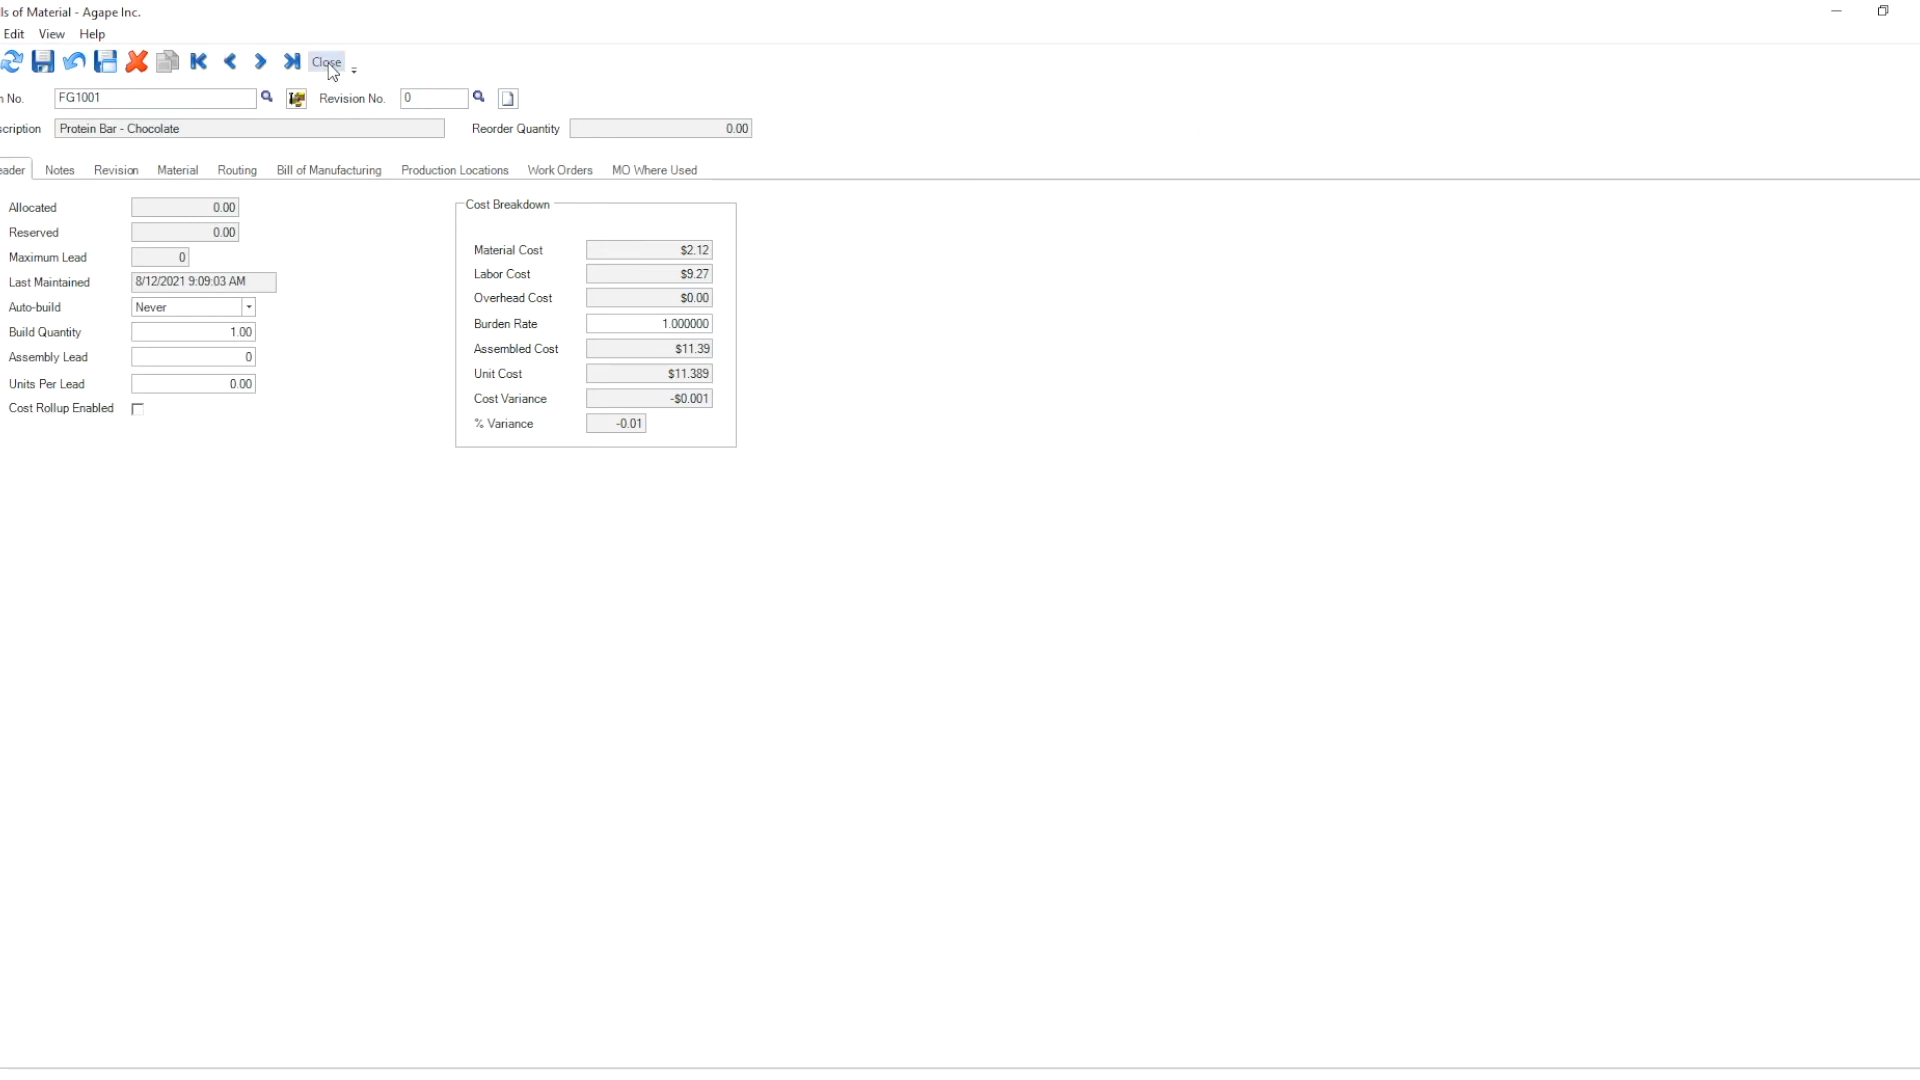 ls of Material - Agape Inc.
Edit View Help
Close
No. FG1001 Revision No. 0
scription Protein Bar - Chocolate Reorder Quantity 0.00
eader Notes Revision Material Routing Bill of Manufacturing Production Locations Work Orders MO Where Used
Allocated 0.00
Reserved 0.00
Maximum Lead 0
Last Maintained 8/12/2021 9:09:03 AM
Auto-build Never
Build Quantity 1.00
Assembly Lead 0
Units Per Lead 0.00
Cost Rollup Enabled
Cost Breakdown
Material Cost $2.12
Labor Cost $9.27
Overhead Cost $0.00
Burden Rate 1.000000
Assembled Cost $11.39
Unit Cost $11.389
Cost Variance -$0.001
% Variance -0.01